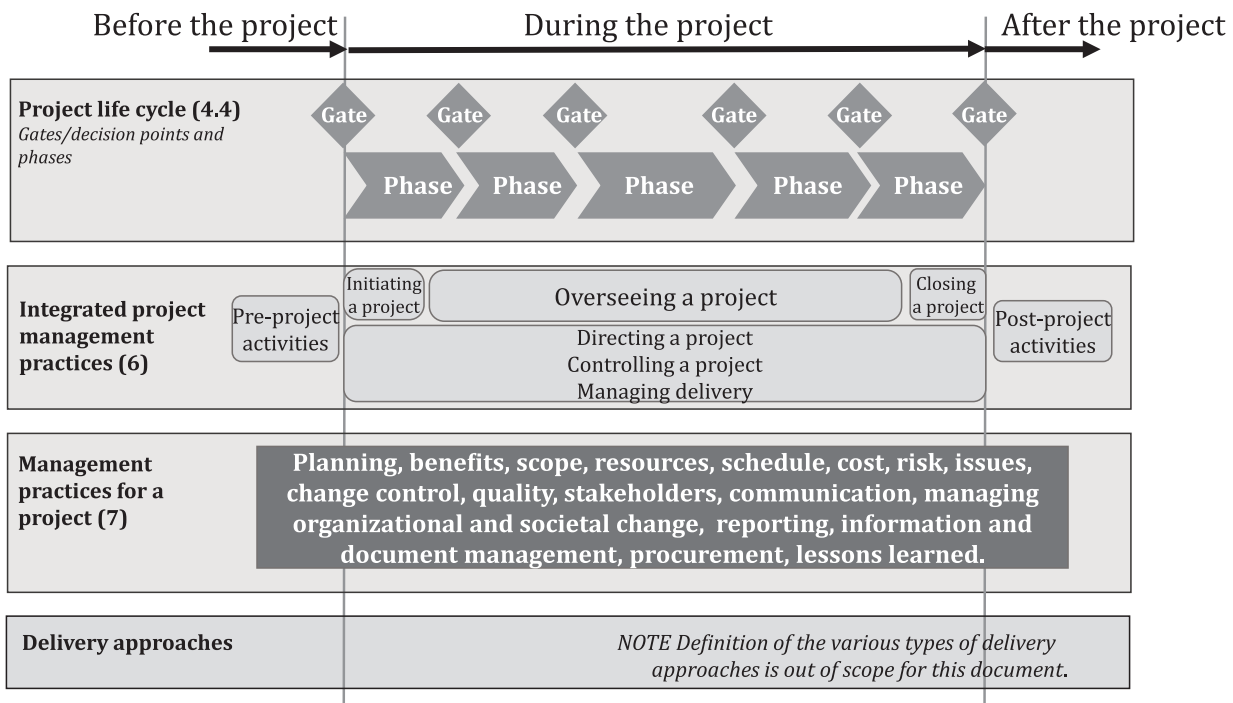 Before the project
During the project
After the project
Project life cycle (4.4)
Gates/decision points and
phases
Gate
Gate
Gate
Gate
Gate
Gate
Phase
Phase
Phase
Phase
Phase
Integrated project
management
practices (6)
Pre-project
activities
Initiating
a project
Overseeing a project
Closing
a project
Directing a project
Controlling a project
Managing delivery
Post-project
activities
Management
practices for a
project (7)
Planning, benefits, scope, resources, schedule, cost, risk, issues,
change control, quality, stakeholders, communication, managing
organizational and societal change, reporting, information and
document management, procurement, lessons learned.
Delivery approaches
NOTE Definition of the various types of delivery
approaches is out of scope for this document.